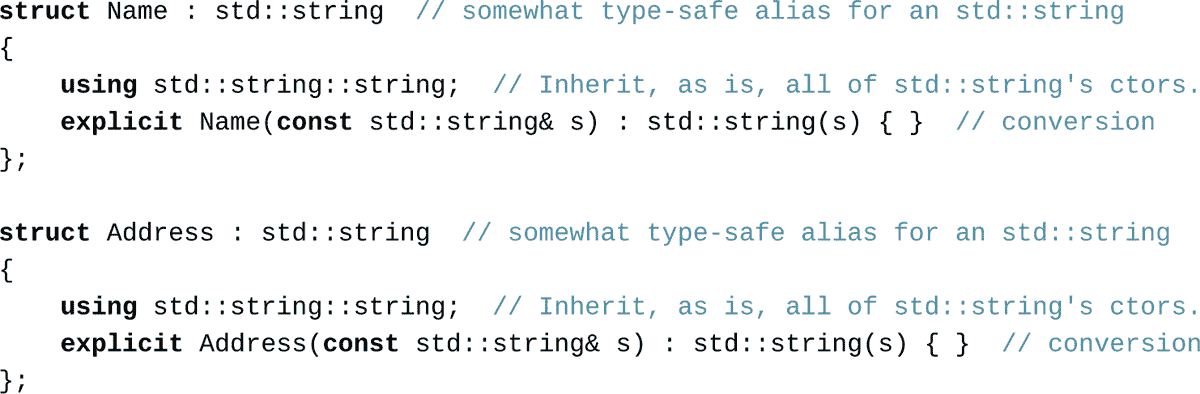 struct Name : std::string  // somewhat type-safe alias for an std::string
{
    using std::string::string;  // Inherit, as is, all of std::string's ctors.
    explicit Name(const std::string& s) : std::string(s) { }  // conversion
};

struct Address : std::string  // somewhat type-safe alias for an std::string
{
    using std::string::string;  // Inherit, as is, all of std::string's ctors.
    explicit Address(const std::string& s) : std::string(s) { }  // conversion
};